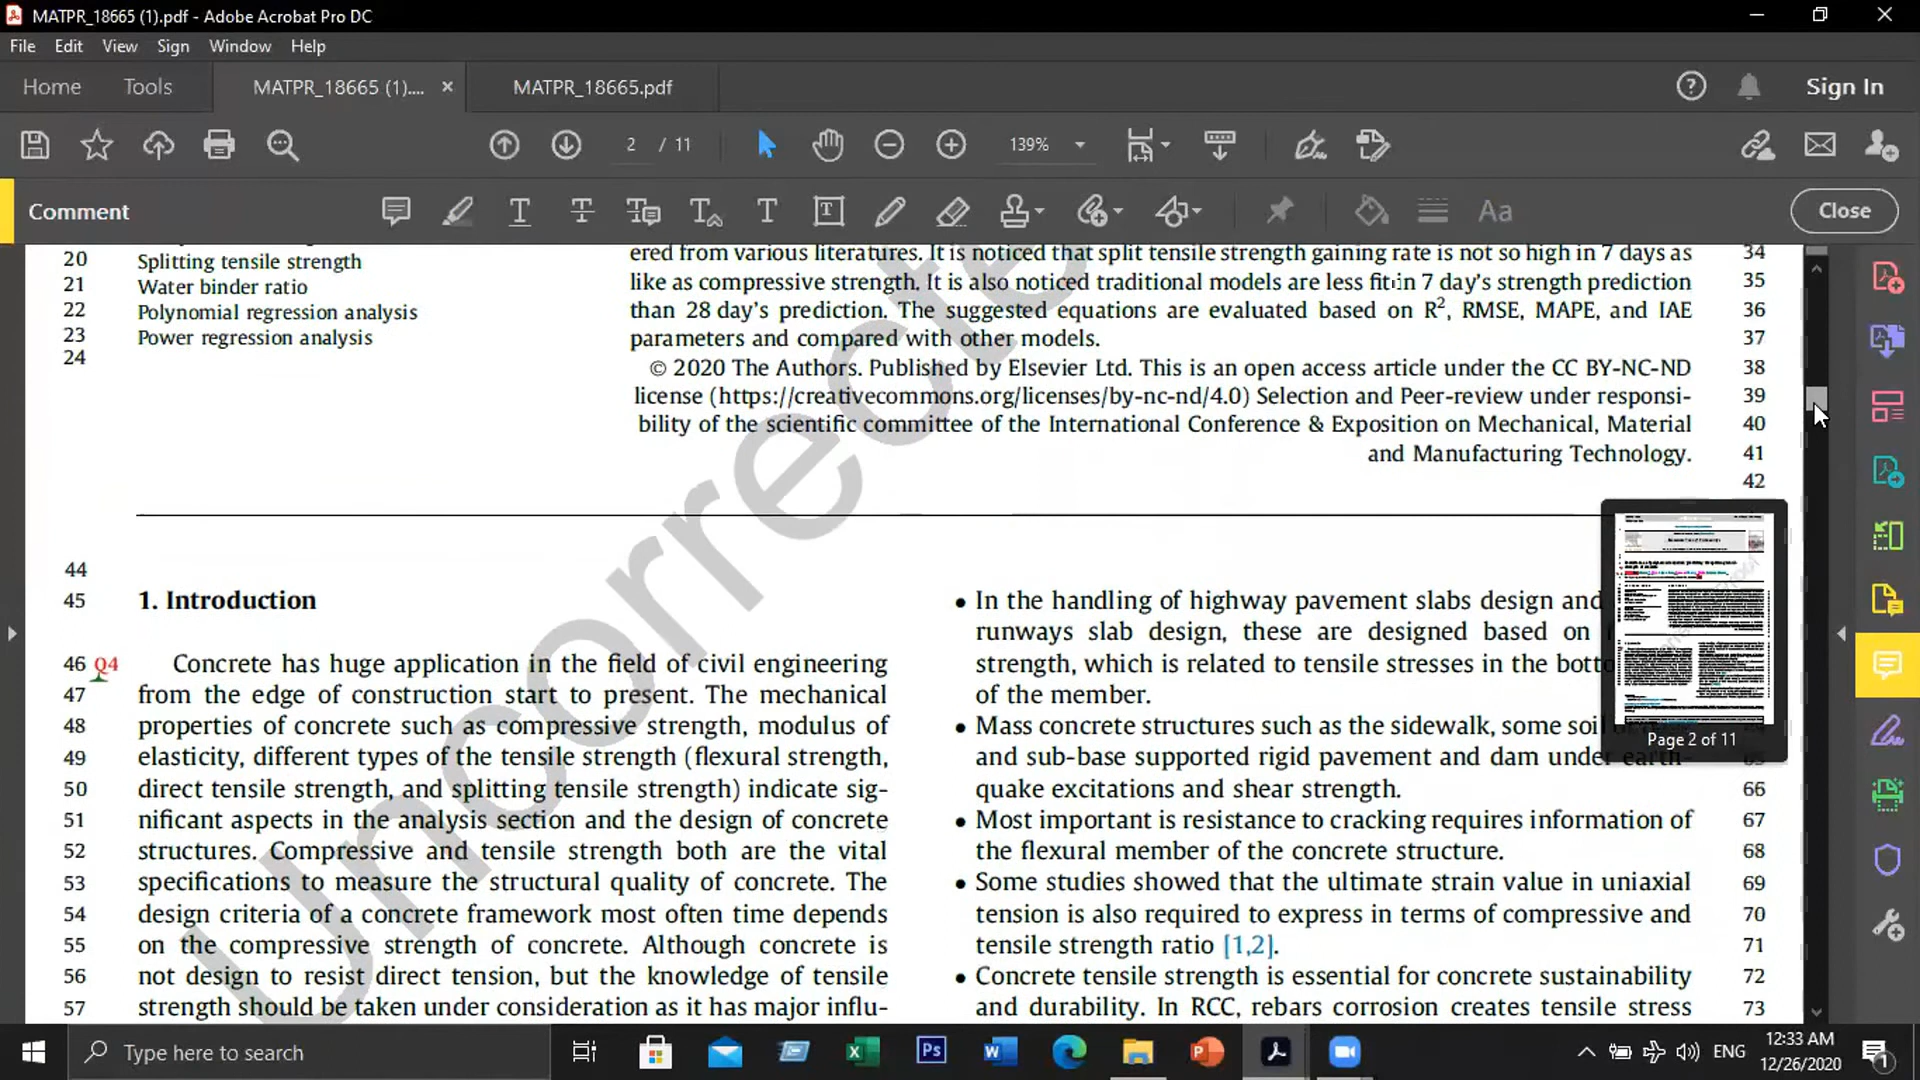 MATPR_18665 (1).pdf - Adobe Acrobat Pro DC
File Edit View Sign Window Help
Home Tools MATPR_18665 (1).... × MATPR_18665.pdf Sign In
2 / 11 139%
Comment Aa Close
20 Splitting tensile strength
21 Water binder ratio
22 Polynomial regression analysis
23 Power regression analysis
24
ered from various literatures. It is noticed that split tensile strength gaining rate is not so high in 7 days as 34
like as compressive strength. It is also noticed traditional models are less fit in 7 day's strength prediction 35
than 28 day's prediction. The suggested equations are evaluated based on R², RMSE, MAPE, and IAE 36
parameters and compared with other models. 37
© 2020 The Authors. Published by Elsevier Ltd. This is an open access article under the CC BY-NC-ND 38
license (https://creativecommons.org/licenses/by-nc-nd/4.0) Selection and Peer-review under responsi- 39
bility of the scientific committee of the International Conference & Exposition on Mechanical, Material 40
and Manufacturing Technology. 41
42
44
45 1. Introduction
46 Q4 Concrete has huge application in the field of civil engineering
47 from the edge of construction start to present. The mechanical
48 properties of concrete such as compressive strength, modulus of
49 elasticity, different types of the tensile strength (flexural strength,
50 direct tensile strength, and splitting tensile strength) indicate sig-
51 nificant aspects in the analysis section and the design of concrete
52 structures. Compressive and tensile strength both are the vital
53 specifications to measure the structural quality of concrete. The
54 design criteria of a concrete framework most often time depends
55 on the compressive strength of concrete. Although concrete is
56 not design to resist direct tension, but the knowledge of tensile
57 strength should be taken under consideration as it has major influ-
• In the handling of highway pavement slabs design and
runways slab design, these are designed based on
strength, which is related to tensile stresses in the
of the member.
• Mass concrete structures such as the sidewalk, some soil
and sub-base supported rigid pavement and dam under earth-
quake excitations and shear strength. 66
• Most important is resistance to cracking requires information of 67
the flexural member of the concrete structure. 68
• Some studies showed that the ultimate strain value in uniaxial 69
tension is also required to express in terms of compressive and 70
tensile strength ratio [1,2]. 71
• Concrete tensile strength is essential for concrete sustainability 72
and durability. In RCC, rebars corrosion creates tensile stress 73
Page 2 of 11
Uncorrecte
Type here to search
Ps
ENG
12:33 AM
12/26/2020
1